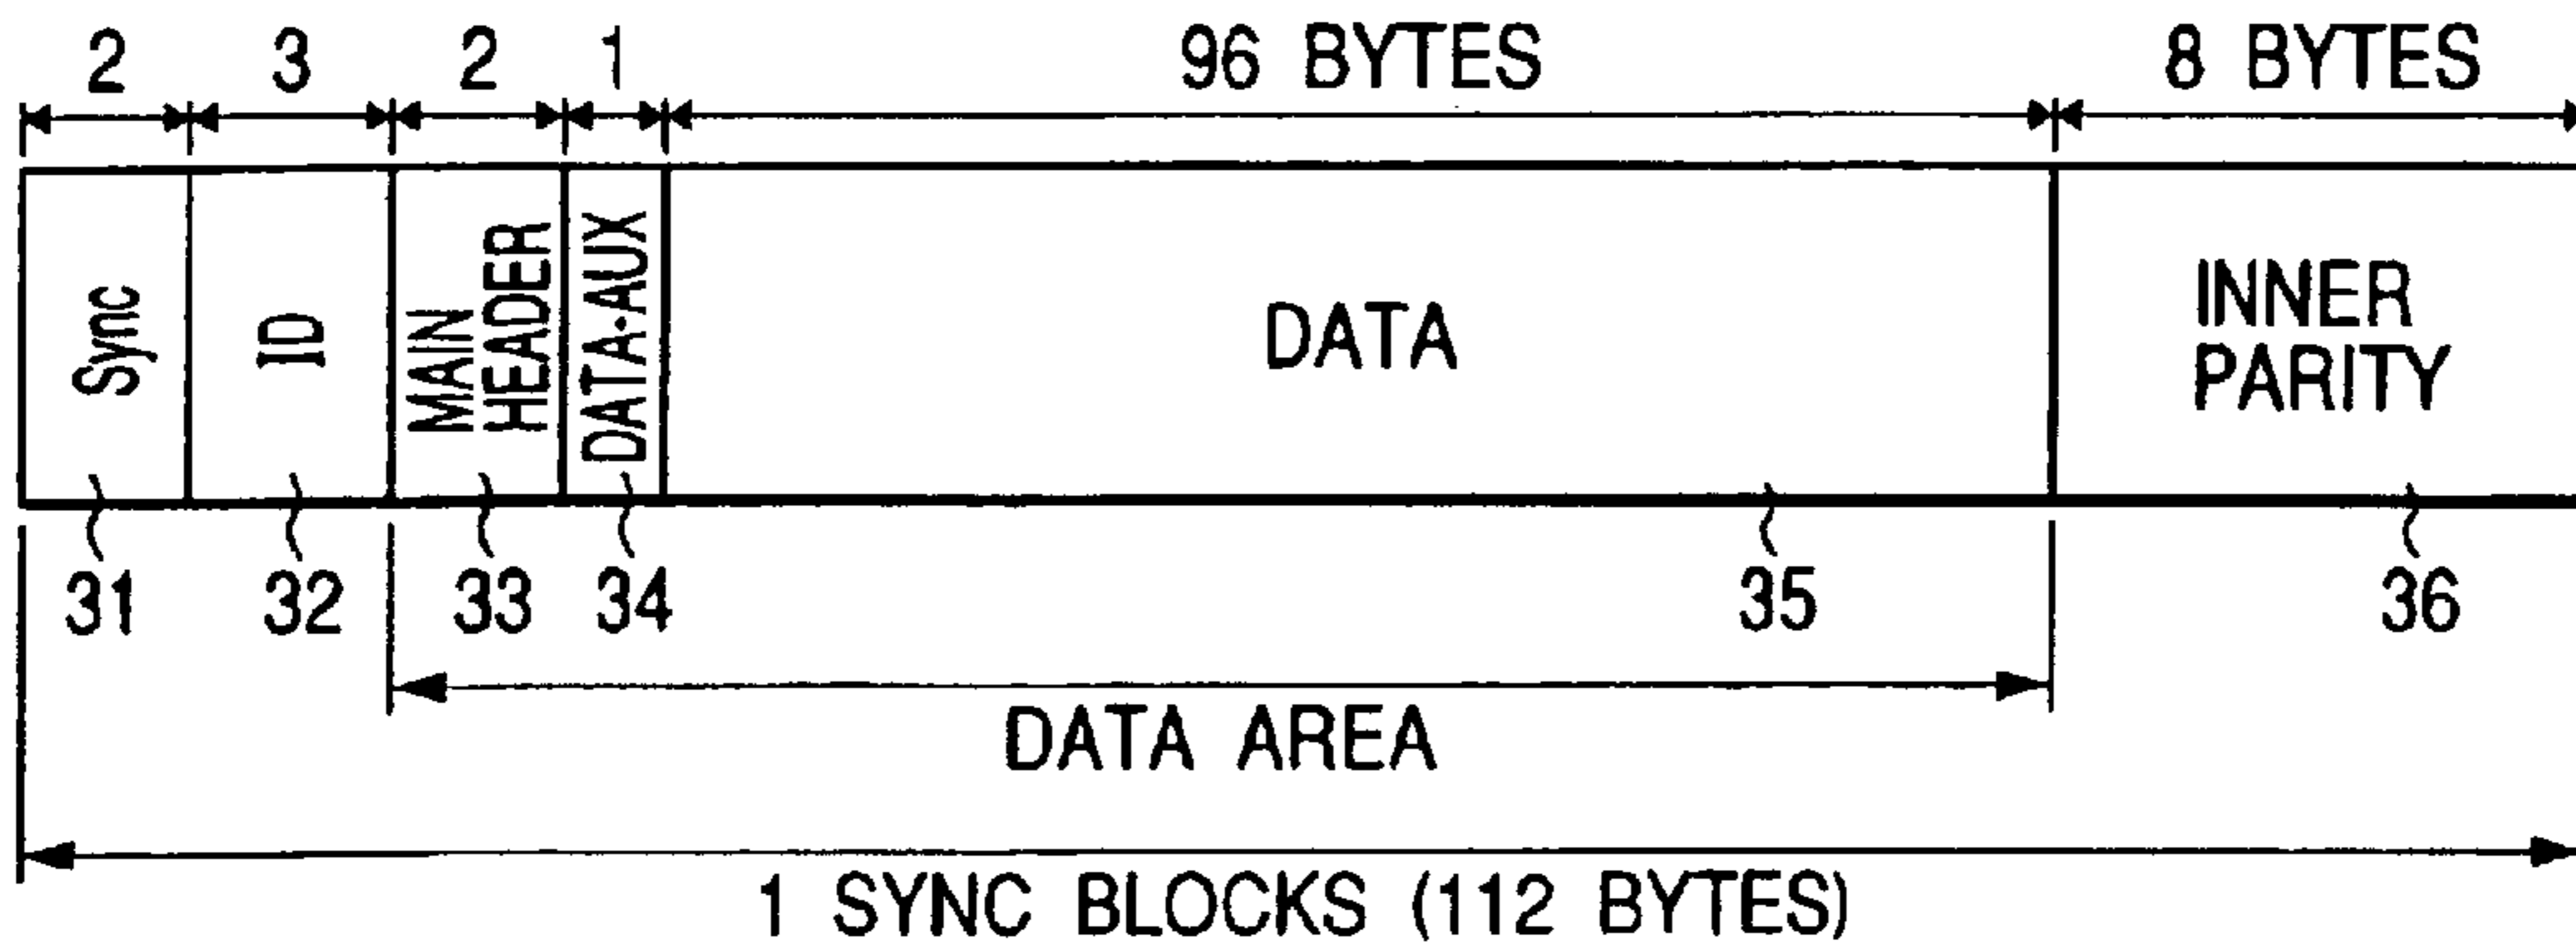 2 3 2 1 96 BYTES 8 BYTES
Sync
ID
MAIN
HEADER
DATA-AUX
DATA
INNER
PARITY
31 32 33 34 35 36
DATA AREA
1 SYNC BLOCKS (112 BYTES)